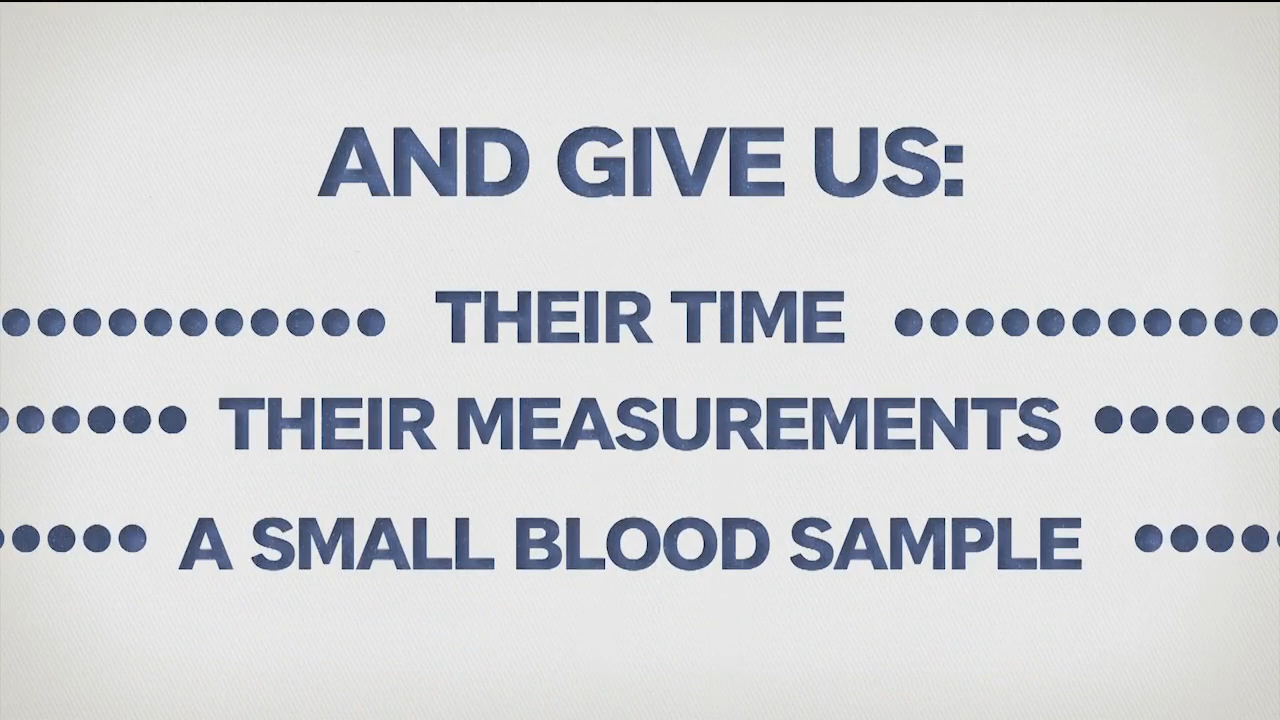 AND GIVE US:
THEIR TIME
THEIR MEASUREMENTS
A SMALL BLOOD SAMPLE